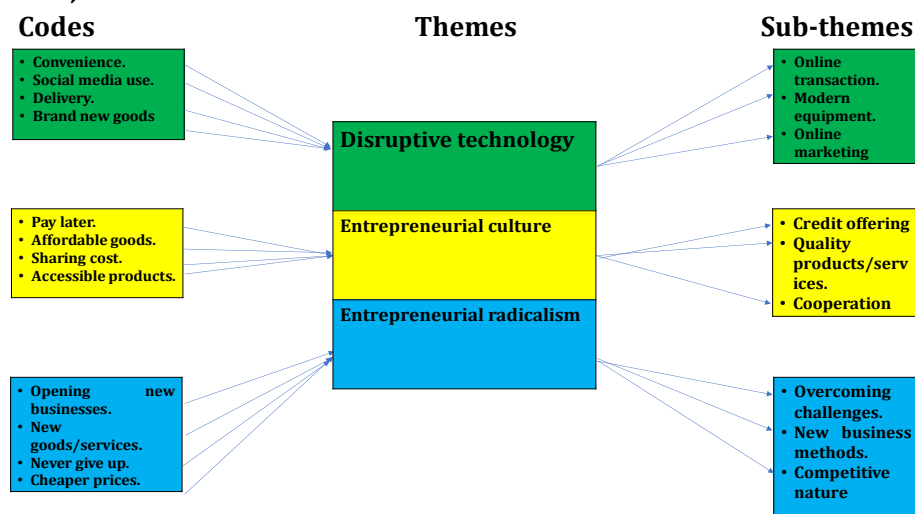 Codes
Themes
Sub-themes
• Convenience.
• Social media use.
• Delivery.
• Brand new goods
Disruptive technology
• Online
transaction.
• Modern
equipment.
• Online
marketing
• Pay later.
• Affordable goods.
• Sharing cost.
• Accessible products.
Entrepreneurial culture
• Credit offering
• Quality
products/serv
ices.
• Cooperation
Entrepreneurial radicalism
• Opening new
businesses.
• New
goods/services.
• Never give up.
• Cheaper prices.
• Overcoming
challenges.
• New business
methods.
• Competitive
nature